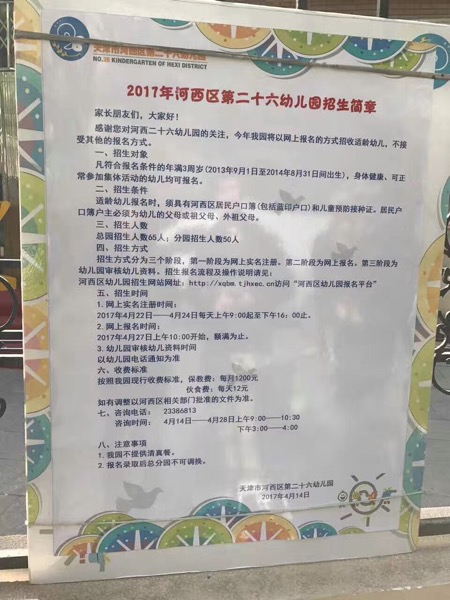 天津市河西区第二十六幼儿园
NO.26 KINDERGARTEN OF HEXI DISTRICT
2017年河西区第二十六幼儿园招生简章
家长朋友们，大家好！
感谢您对河西二十六幼儿园的关注，今年我园将以网上报名的方式招收适龄幼儿，不接
受其他的报名方式。
一、招生对象
凡符合报名条件的年满3周岁(2013年9月1日至2014年8月31日间出生)，身体健康、可正
常参加集体活动的幼儿均可报名。
二、招生条件
适龄幼儿报名时，须具有河西区居民户口簿(包括蓝印户口)和儿童预防接种证。居民户
口簿户主必须为幼儿的父母或祖父母、外祖父母。
三、招生人数
总园招生人数65人；分园招生人数50人
四、招生方式
招生方式分为三个阶段，第一阶段为网上实名注册。第二阶段为网上报名。第三阶段为
幼儿园审核幼儿资料。招生报名流程及操作说明请见：
河西区幼儿园招生网站网址：http://xqbm.tjhxec.cn访问“河西区幼儿园报名平台”
五、招生时间
1.网上实名注册时间：
2017年4月22日——4月24日每天上午9:00起至下午16：00止。
2.网上报名时间：
2017年4月27日上午10:00开始，额满为止。
3.幼儿园审核幼儿资料时间
以幼儿园电话通知为准
六、收费标准
按照我园现行收费标准，保教费：每月1200元
伙食费：每天12元
如有调整以河西区相关部门批准的文件为准。
七、咨询电话： 23386813
咨询时间： 4月14日——4月28日上午9:00——10:30
下午3:00——4:00
八、注意事项
1.我园不提供清真餐。
2.报名录取后总分园不可调换。
天津市河西区第二十六幼儿园
2017年4月14日